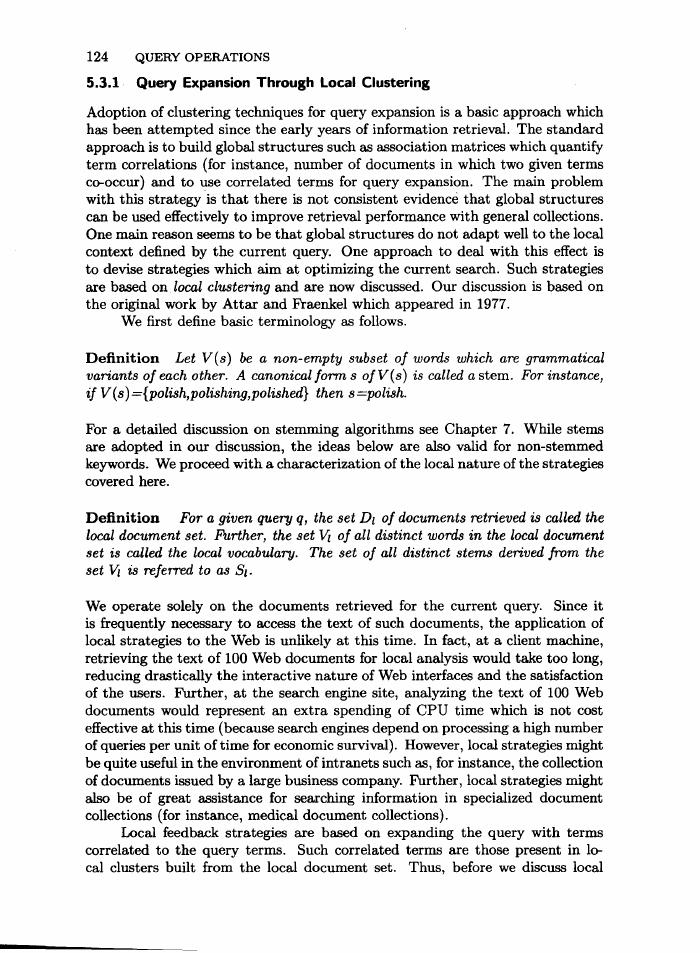 124 QUERY OPERATIONS
5.3.1 Query Expansion Through Local Clustering
Adoption of clustering techniques for query expansion is a basic approach which
has been attempted since the early years of information retrieval. The standard
approach is to build global structures such as association matrices which quantify
term correlations (for instance, number of documents in which two given terms
co-occur) and to use correlated terms for query expansion. The main problem
with this strategy is that there is not consistent evidence that global structures
can be used effectively to improve retrieval performance with general collections.
One main reason seems to be that global structures do not adapt well to the local
context defined by the current query. One approach to deal with this effect is
to devise strategies which aim at optimizing the current search. Such strategies
are based on local clustering and are now discussed. Our discussion is based on
the original work by Attar and Fraenkel which appeared in 1977.
We first define basic terminology as follows.
Definition Let V(s) be a non-empty subset of words which are grammatical
variants of each other. A canonical form s of V(s) is called a stem. For instance,
if V(s)={polish,polishing,polished} then s=polish.
For a detailed discussion on stemming algorithms see Chapter 7. While stems
are adopted in our discussion, the ideas below are also valid for non-stemmed
keywords. We proceed with a characterization of the local nature of the strategies
covered here.
Definition For a given query q, the set Dl of documents retrieved is called the
local document set. Further, the set Vl of all distinct words in the local document
set is called the local vocabulary. The set of all distinct stems derived from the
set Vl is referred to as Sl.
We operate solely on the documents retrieved for the current query. Since it
is frequently necessary to access the text of such documents, the application of
local strategies to the Web is unlikely at this time. In fact, at a client machine,
retrieving the text of 100 Web documents for local analysis would take too long,
reducing drastically the interactive nature of Web interfaces and the satisfaction
of the users. Further, at the search engine site, analyzing the text of 100 Web
documents would represent an extra spending of CPU time which is not cost
effective at this time (because search engines depend on processing a high number
of queries per unit of time for economic survival). However, local strategies might
be quite useful in the environment of intranets such as, for instance, the collection
of documents issued by a large business company. Further, local strategies might
also be of great assistance for searching information in specialized document
collections (for instance, medical document collections).
Local feedback strategies are based on expanding the query with terms
correlated to the query terms. Such correlated terms are those present in lo-
cal clusters built from the local document set. Thus, before we discuss local